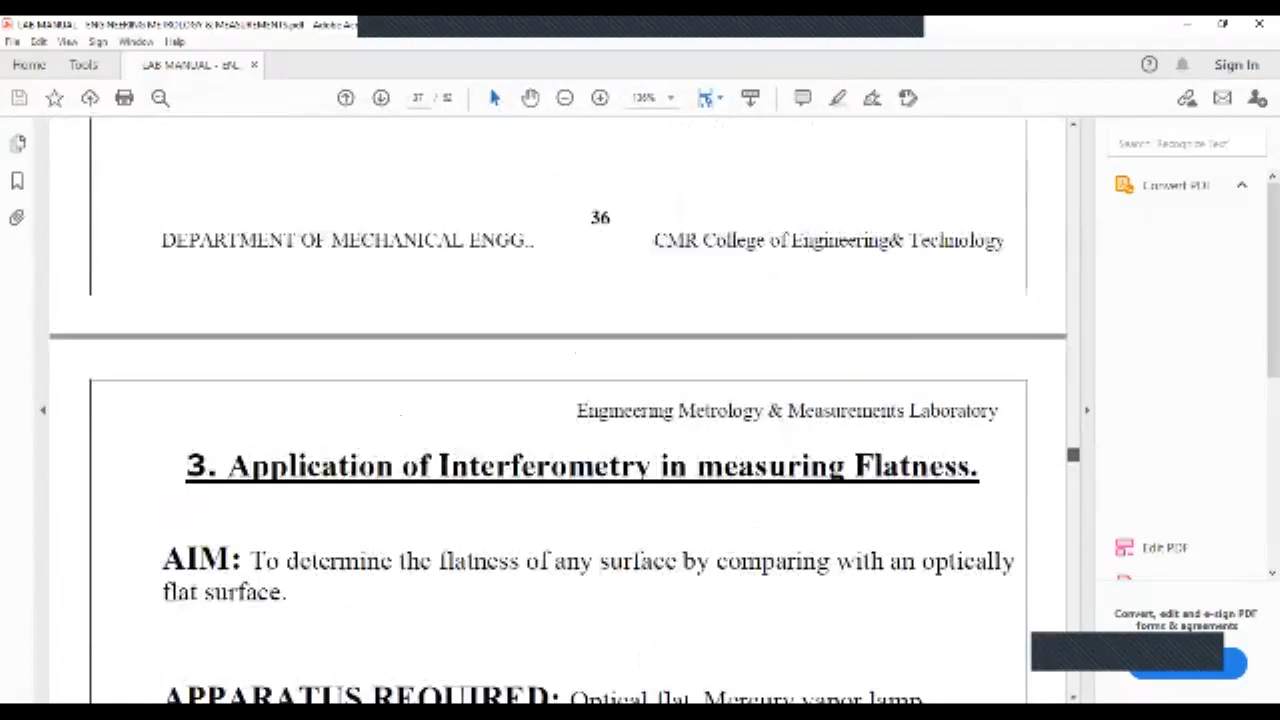 LAB MANUAL - ENGINEERING METROLOGY & MEASUREMENTS.pdf - Adobe Acr
File Edit View Sign Window Help
Home Tools LAB MANUAL - EN... ×
Sign In
37 / 52
136%
Search 'Recognize Text'
Convert PDF
36
DEPARTMENT OF MECHANICAL ENGG.. CMR College of Engineering& Technology
Engineering Metrology & Measurements Laboratory
3. Application of Interferometry in measuring Flatness.
AIM: To determine the flatness of any surface by comparing with an optically
flat surface.
Edit PDF
Convert, edit and e-sign PDF
forms & agreements
APPARATUS REQUIRED: Optical flat, Mercury vapor lamp